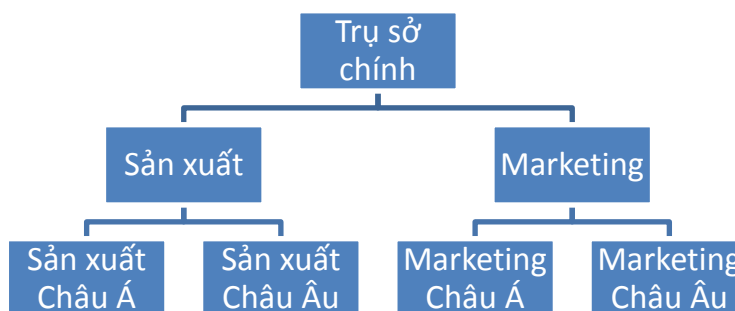 Trụ sở
chính
Sản xuất
Marketing
Sản xuất
Châu Á
Sản xuất
Châu Âu
Marketing
Châu Á
Marketing
Châu Âu